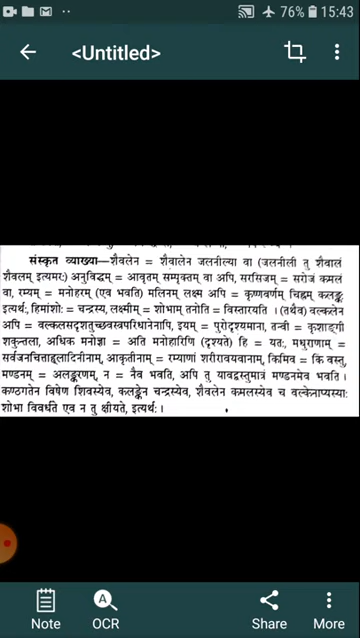 76% 15:43
<Untitled>
संस्कृत व्याख्या—शैवलेन = शैवालेन जलनील्या वा (जलनीली तु शैवालं
शैवलम् इत्यमरः) अनुविद्धम् = आवृतम् सम्पृक्तम् वा अपि, सरसिजम् = सरोजं कमलं
वा, रम्यम् = मनोहरम् (एव भवति) मलिनम् लक्ष्म अपि = कृष्णवर्णम् चिह्नम् कलङ्कः
इत्यर्थः, हिमांशोः = चन्द्रस्य, लक्ष्मीम् = शोभाम् तनोति = विस्तारयति । (तथैव) वल्कलेन
अपि = वल्कलसदृशतुच्छवस्त्रपरिधानेनापि, इयम् = पुरोदृश्यमाना, तन्वी = कृशाङ्गी
शकुन्तला, अधिक मनोज्ञा = अति मनोहारिणि (दृश्यते) हि = यतः, मधुराणाम् =
सर्वजनचिताह्लादिनीनाम्, आकृतीनाम् = रम्याणां शरीरावयवानाम्, किमिव = कि वस्तु,
मण्डनम् = अलङ्करणम्, न = नैव भवति, अपि तु यावद्वस्तुमात्रं मण्डनमेव भवति ।
कण्ठगतेन विषेण शिवस्येव, कलङ्केन चन्द्रस्येव, शैवलेन कमलस्येव च वल्केनाप्यस्याः
शोभा विवर्धते एव न तु क्षीयते, इत्यर्थः ।
Note OCR Share More